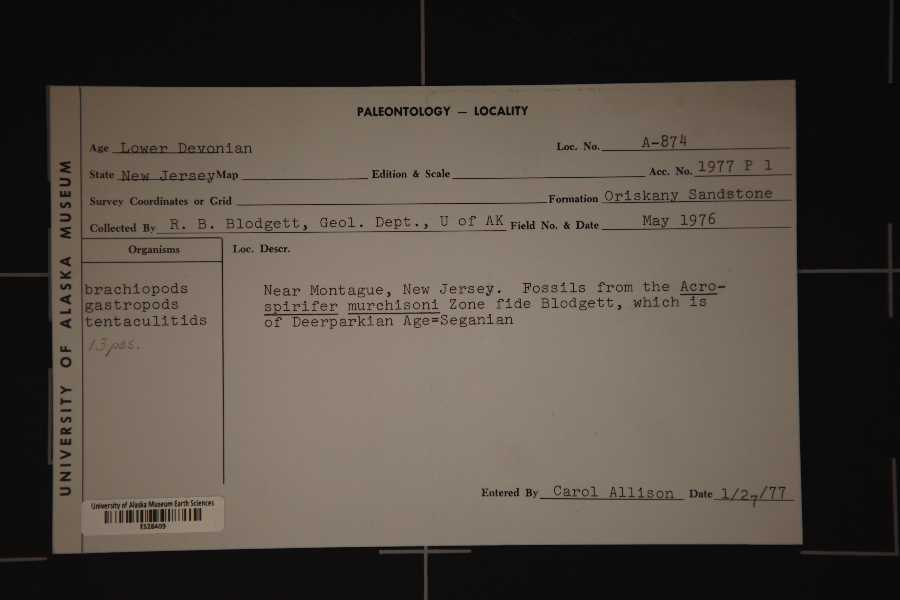 PALEONTOLOGY — LOCALITY
Age Lower Devonian Loc. No. A-874
State New Jersey Map Edition & Scale Acc. No. 1977 P 1
Survey Coordinates or Grid Formation Oriskany Sandstone
Collected By R. B. Blodgett, Geol. Dept., U of AK Field No. & Date May 1976
Organisms Loc. Descr.
brachiopods
gastropods
tentaculitids
13 pcs.
Near Montague, New Jersey. Fossils from the Acro-
spirifer murchisoni Zone fide Blodgett, which is
of Deerparkian Age=Seganian
Entered By Carol Allison Date 1/27/77
UNIVERSITY OF ALASKA MUSEUM
University of Alaska Museum Earth Sciences
ES28409